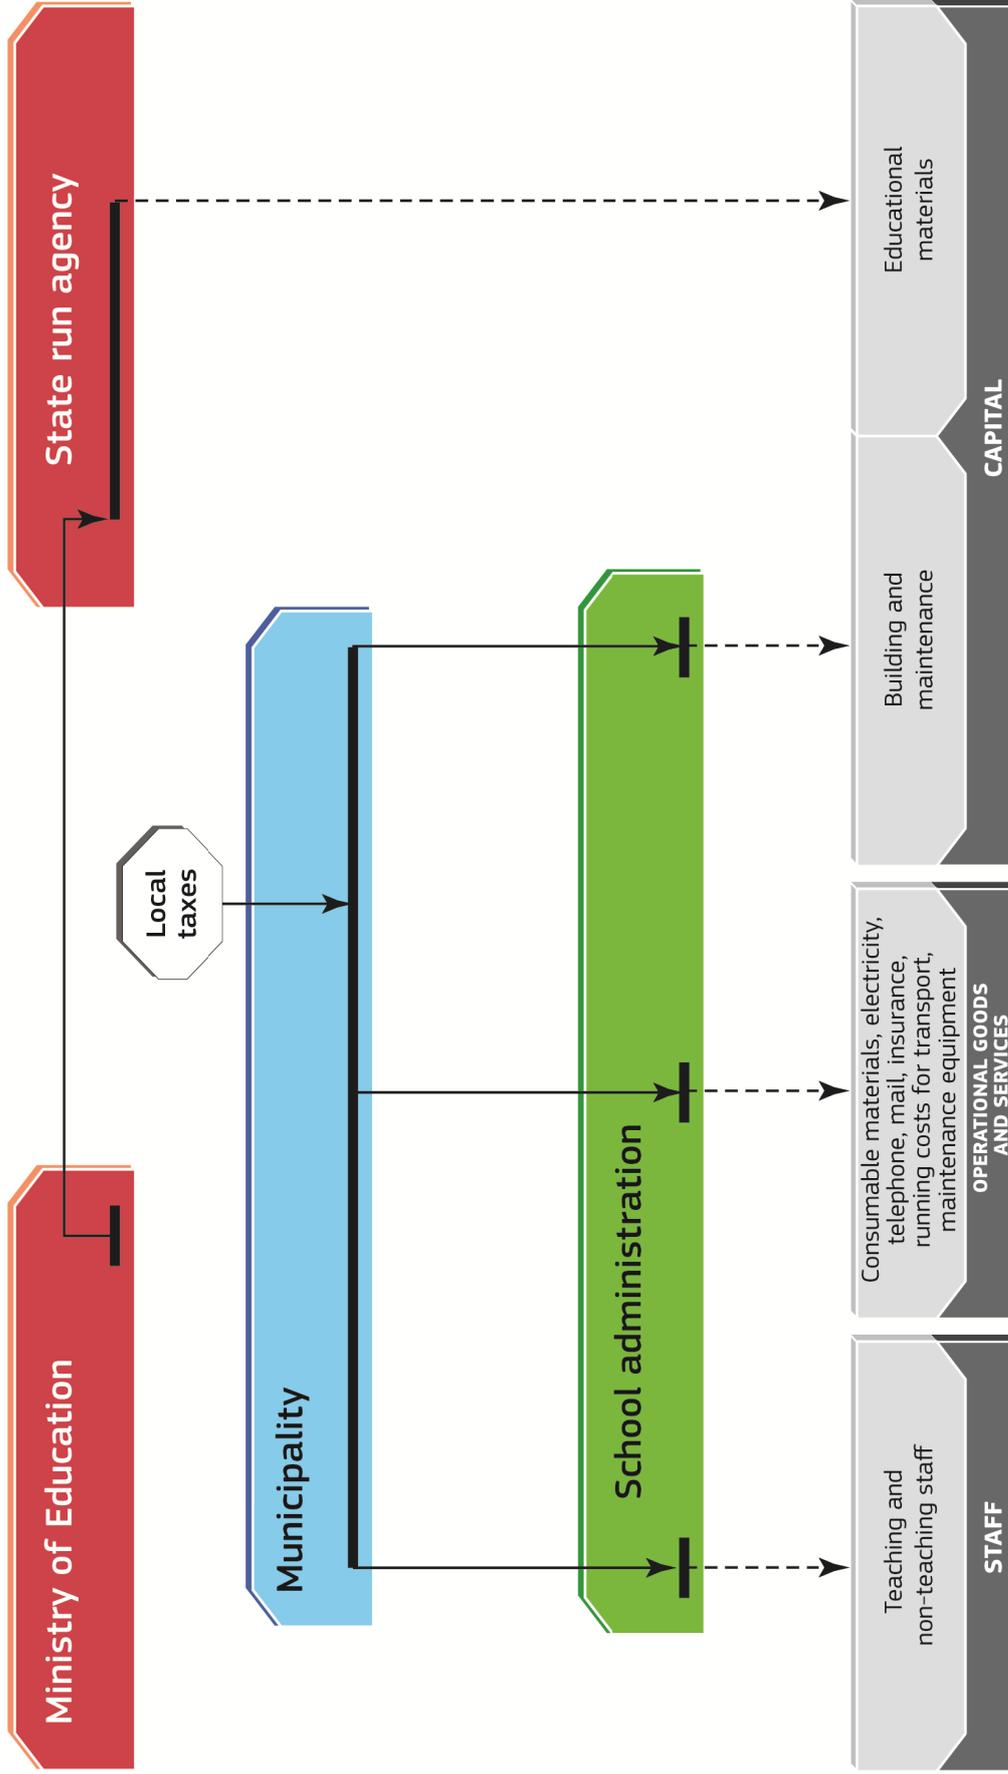 Ministry of Education
State run agency
Local
taxes
Municipality
School administration
Teaching and
non-teaching staff
STAFF
Consumable materials, electricity,
telephone, mail, insurance,
running costs for transport,
maintenance equipment
OPERATIONAL GOODS
AND SERVICES
Building and
maintenance
Educational
materials
CAPITAL